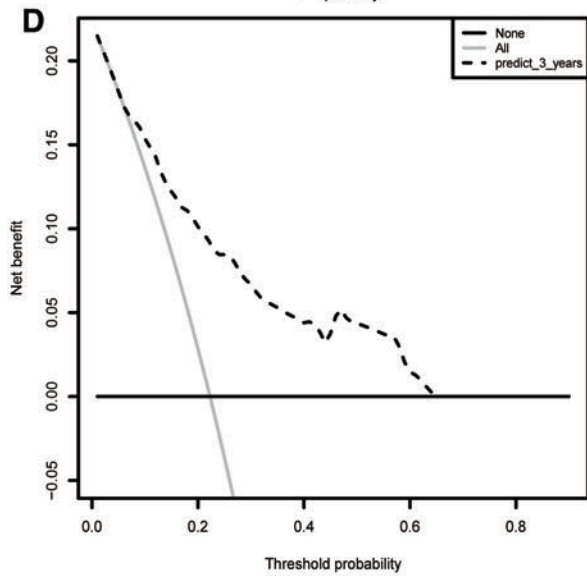 D
None
All
predict_3_years
Net benefit
0.20
0.15
0.10
0.05
0.00
−0.05
0.0 0.2 0.4 0.6 0.8
Threshold probability